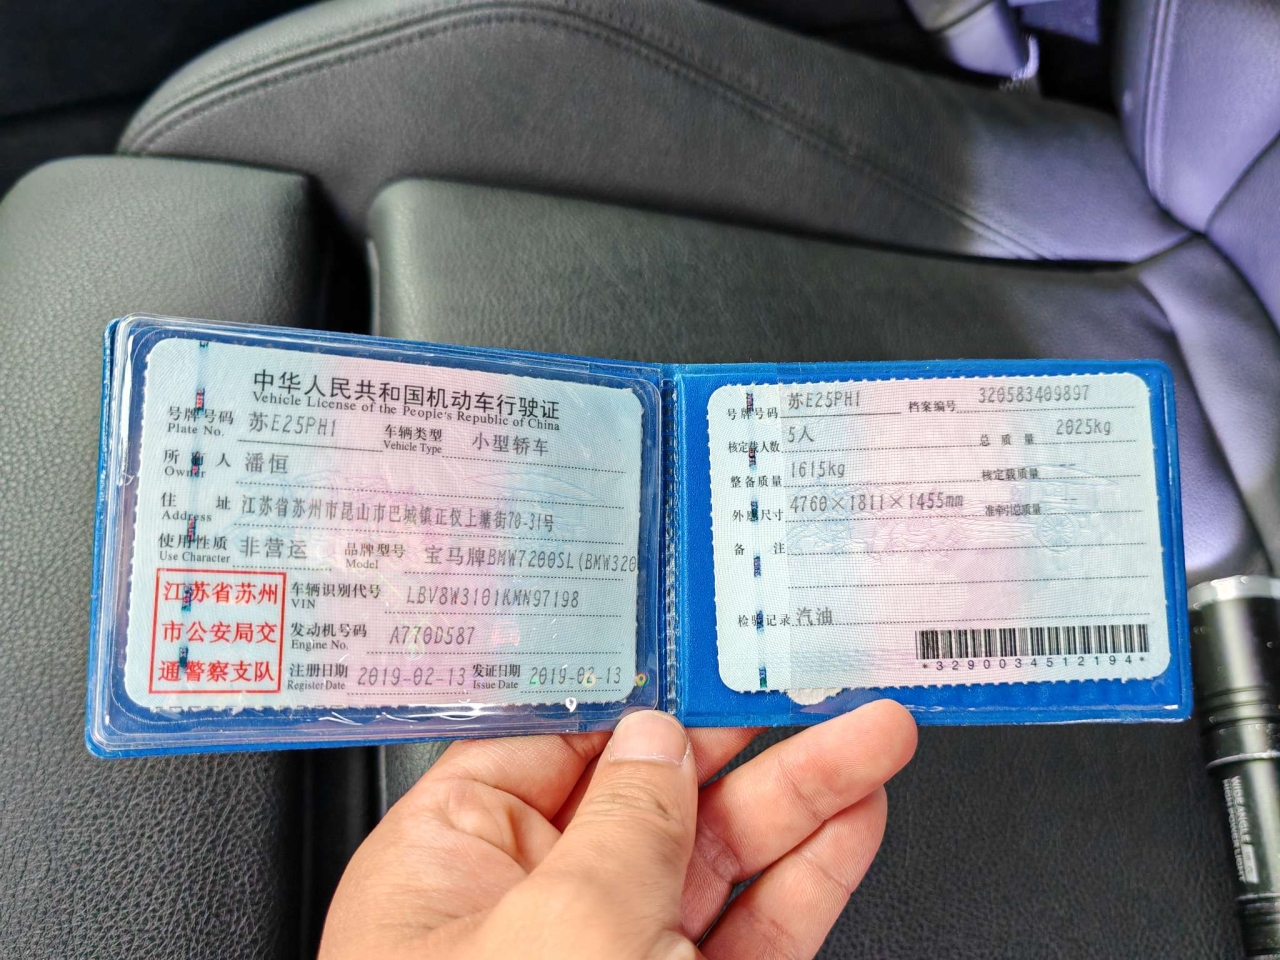 中华人民共和国机动车行驶证
Vehicle License of the People's Republic of China
号牌号码 苏E25PH1 车辆类型 小型轿车
Plate No. Vehicle Type
所有人 潘恒
Owner
住址 江苏省苏州市昆山市巴城镇正仪上塘街70-31号
Address
使用性质 非营运 品牌型号 宝马牌BMW7200SL(BMW320
Use Character Model
江苏省苏州
市公安局交
通警察支队
车辆识别代号 LBV8W3101KMN97198
VIN
发动机号码 A770D587
Engine No.
注册日期 2019-02-13 发证日期 2019-02-13
Register Date Issue Date
号牌号码 苏E25PH1 档案编号 320583409897
核定载人数 5人 总质量 2025kg
整备质量 1615kg 核定载质量 --
外廓尺寸 4760×1811×1455mm 准牵引总质量 --
备注
检验记录 汽油
*3290034512194*
WIDE ANGLE